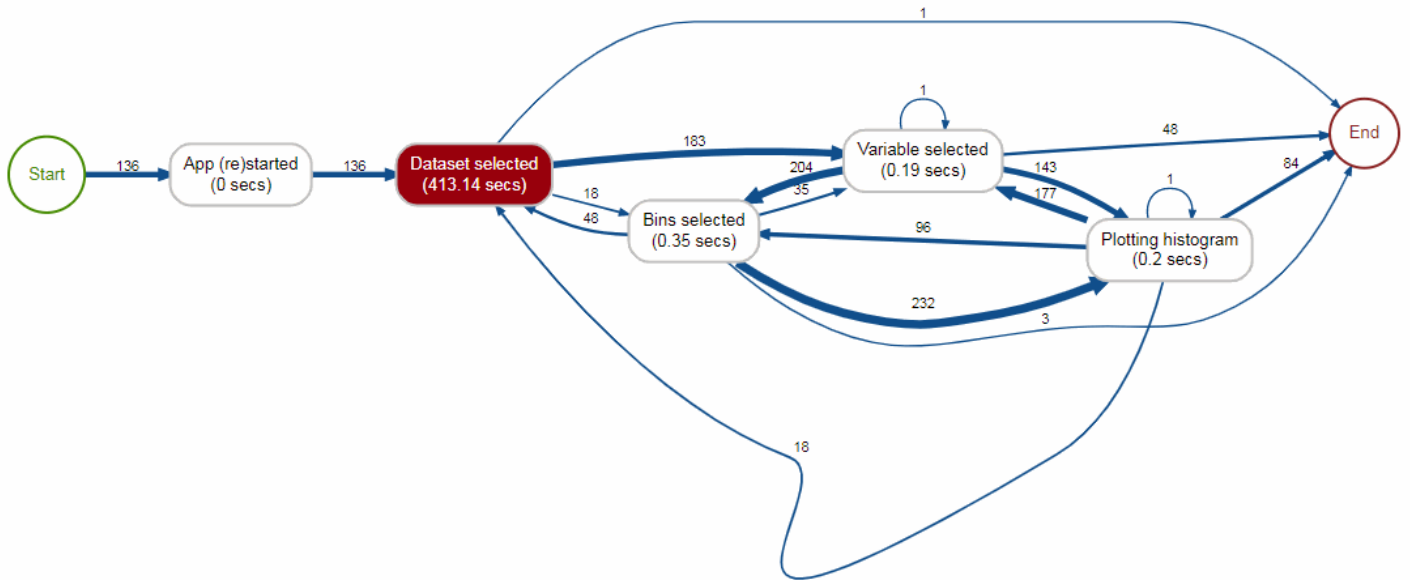 1
Start
136
App (re)started
(0 secs)
136
Dataset selected
(413.14 secs)
183
18
48
Bins selected
(0.35 secs)
204
35
1
Variable selected
(0.19 secs)
48
143
177
96
1
Plotting histogram
(0.2 secs)
84
End
232
3
18